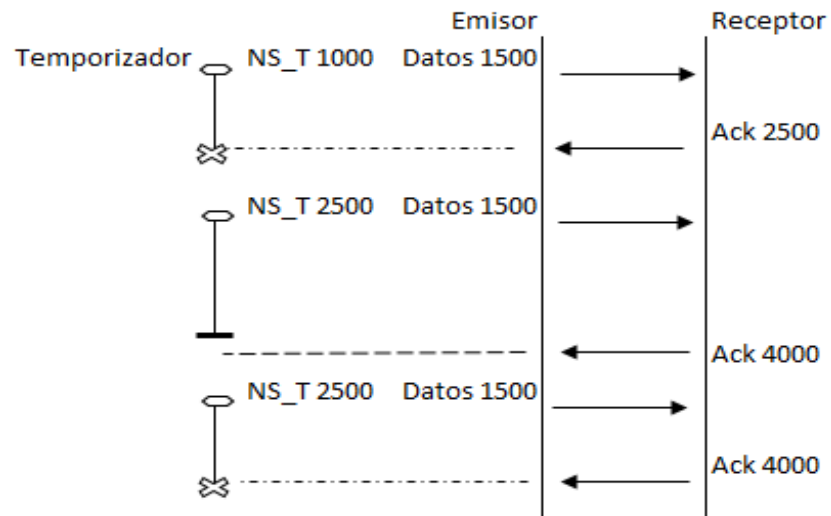 Emisor Receptor
Temporizador NS_T 1000 Datos 1500
Ack 2500
NS_T 2500 Datos 1500
Ack 4000
NS_T 2500 Datos 1500
Ack 4000